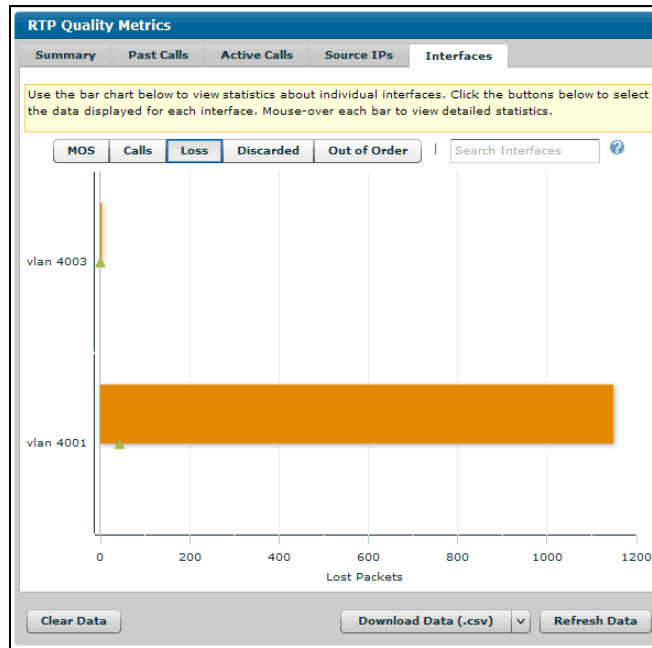 RTP Quality Metrics
Summary Past Calls Active Calls Source IPs Interfaces
Use the bar chart below to view statistics about individual interfaces. Click the buttons below to select
the data displayed for each interface. Mouse-over each bar to view detailed statistics.
MOS Calls Loss Discarded Out of Order | Search Interfaces ?
vlan 4003
vlan 4001
0 200 400 600 800 1000 1200
Lost Packets
Clear Data Download Data (.csv) Refresh Data